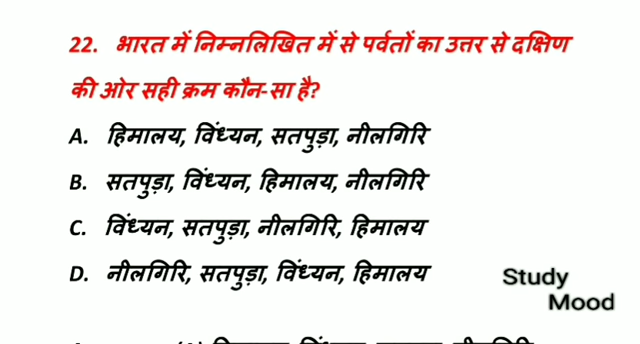 22. भारत में निम्नलिखित में से पर्वतों का उत्तर से दक्षिण
की ओर सही क्रम कौन-सा है?
A. हिमालय, विंध्यन, सतपुड़ा, नीलगिरि
B. सतपुड़ा, विंध्यन, हिमालय, नीलगिरि
C. विंध्यन, सतपुड़ा, नीलगिरि, हिमालय
D. नीलगिरि, सतपुड़ा, विंध्यन, हिमालय
Study
Mood